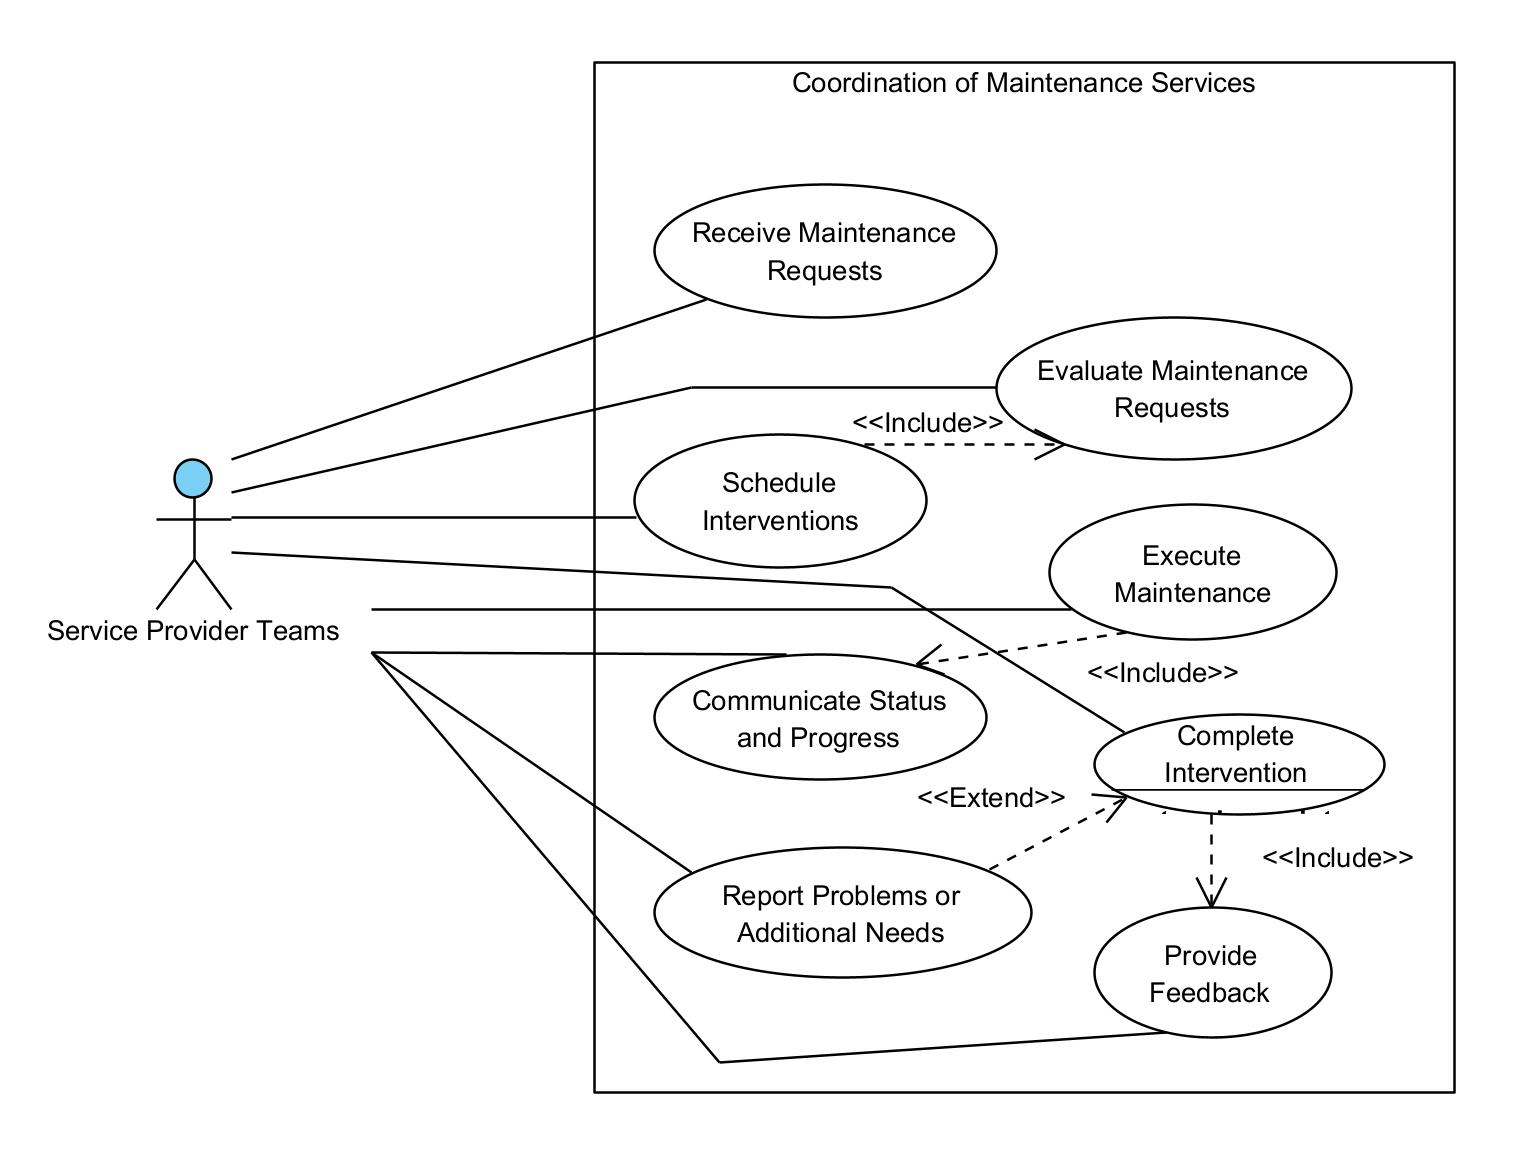 Coordination of Maintenance Services
Receive Maintenance
Requests
Evaluate Maintenance
Requests
<<Include>>
Schedule
Interventions
Execute
Maintenance
Service Provider Teams
<<Include>>
Communicate Status
and Progress
Complete
Intervention
<<Extend>>
<<Include>>
Report Problems or
Additional Needs
Provide
Feedback